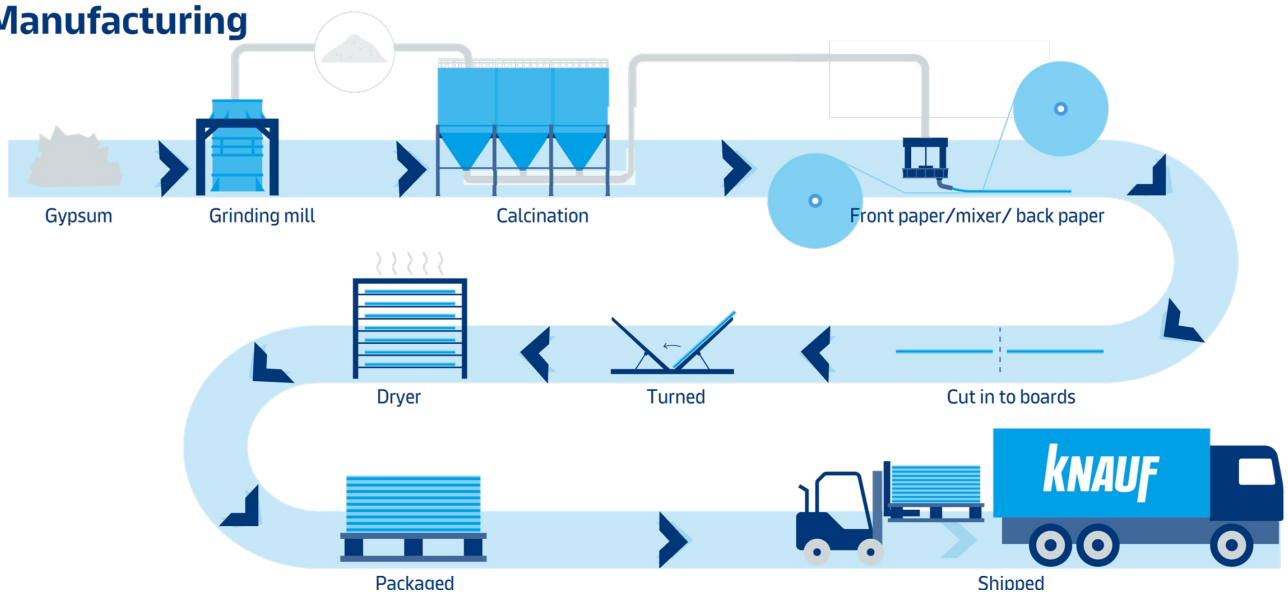 Manufacturing
Gypsum
Grinding mill
Calcination
Front paper/mixer/ back paper
Dryer
Turned
Cut in to boards
KNAUF
Packaged
Shipped